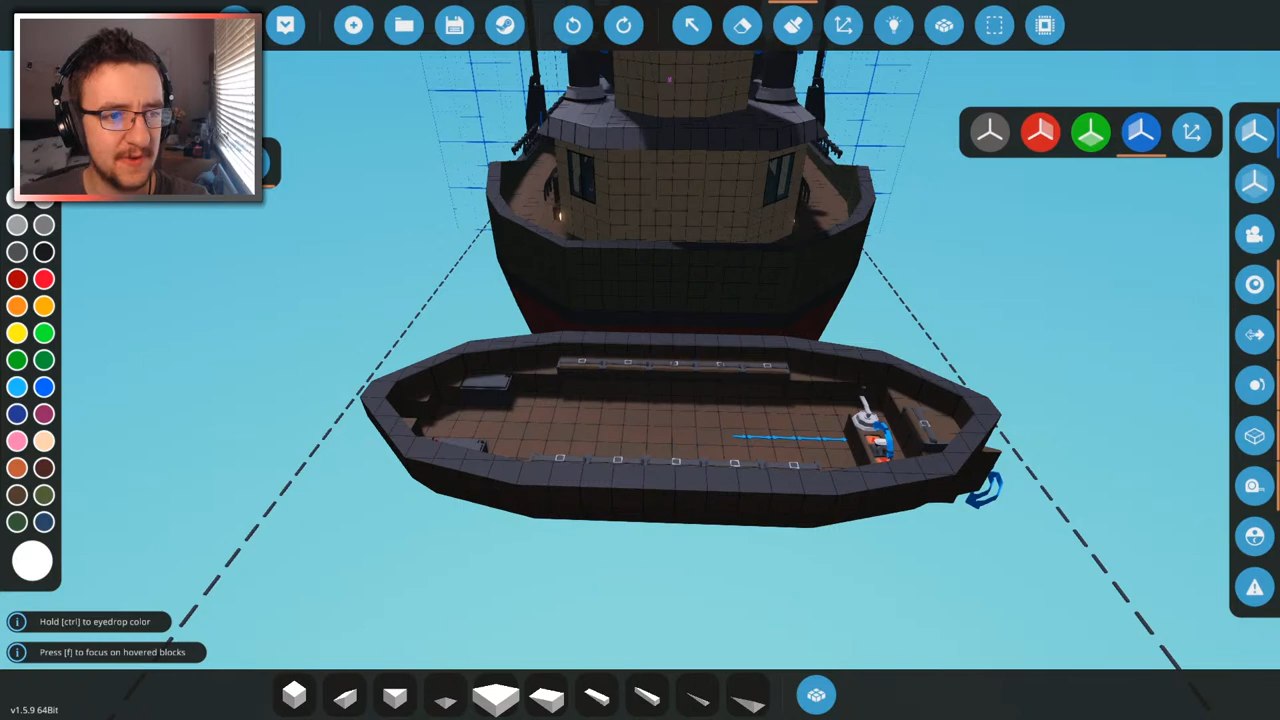 Hold [ctrl] to eyedrop color
Press [f] to focus on hovered blocks
v1.5.9 64Bit